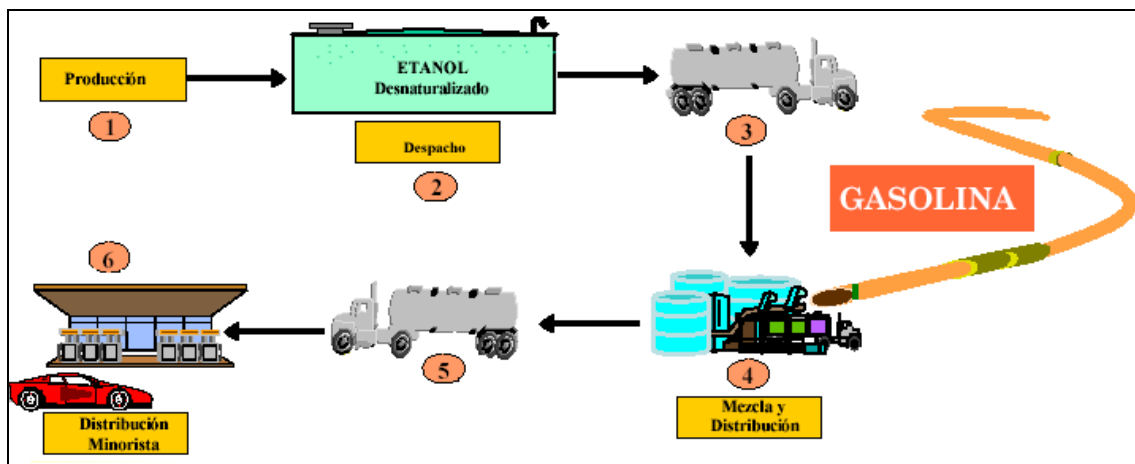 Producción
1
ETANOL
Desnaturalizado
Despacho
2
3
GASOLINA
4
Mezcla y
Distribución
5
6
Distribución
Minorista